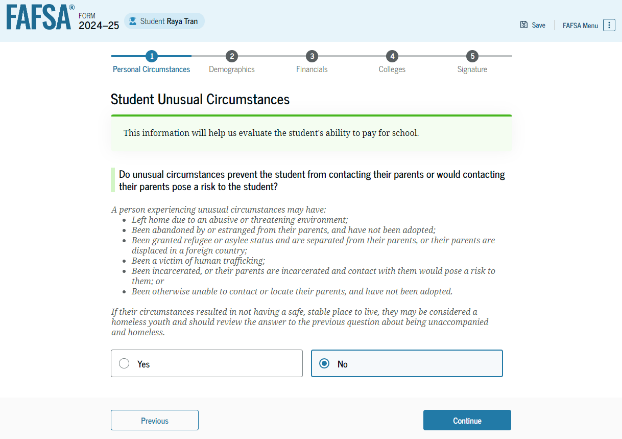 FAFSA®
FORM
2024–25
Student Raya Tran
Save
FAFSA Menu
1
2
3
4
5
Personal Circumstances
Demographics
Financials
Colleges
Signature
Student Unusual Circumstances
This information will help us evaluate the student's ability to pay for school.
Do unusual circumstances prevent the student from contacting their parents or would contacting
their parents pose a risk to the student?
A person experiencing unusual circumstances may have:
• Left home due to an abusive or threatening environment;
• Been abandoned by or estranged from their parents, and have not been adopted;
• Been granted refugee or asylee status and are separated from their parents, or their parents are
displaced in a foreign country;
• Been a victim of human trafficking;
• Been incarcerated, or their parents are incarcerated and contact with them would pose a risk to
them; or
• Been otherwise unable to contact or locate their parents, and have not been adopted.
If their circumstances resulted in not having a safe, stable place to live, they may be considered a
homeless youth and should review the answer to the previous question about being unaccompanied
and homeless.
Yes
No
Previous
Continue